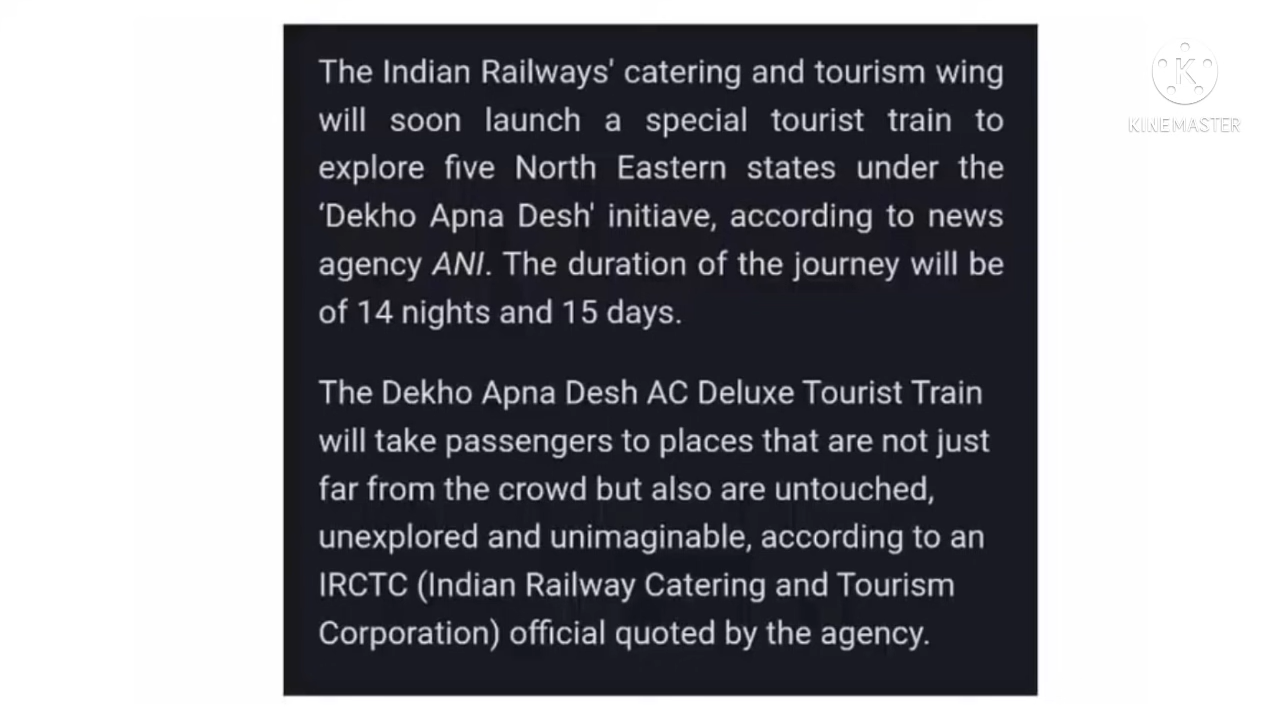 The Indian Railways' catering and tourism wing
will soon launch a special tourist train to
explore five North Eastern states under the
‘Dekho Apna Desh' initiave, according to news
agency ANI. The duration of the journey will be
of 14 nights and 15 days.
The Dekho Apna Desh AC Deluxe Tourist Train
will take passengers to places that are not just
far from the crowd but also are untouched,
unexplored and unimaginable, according to an
IRCTC (Indian Railway Catering and Tourism
Corporation) official quoted by the agency.
K
KINEMASTER